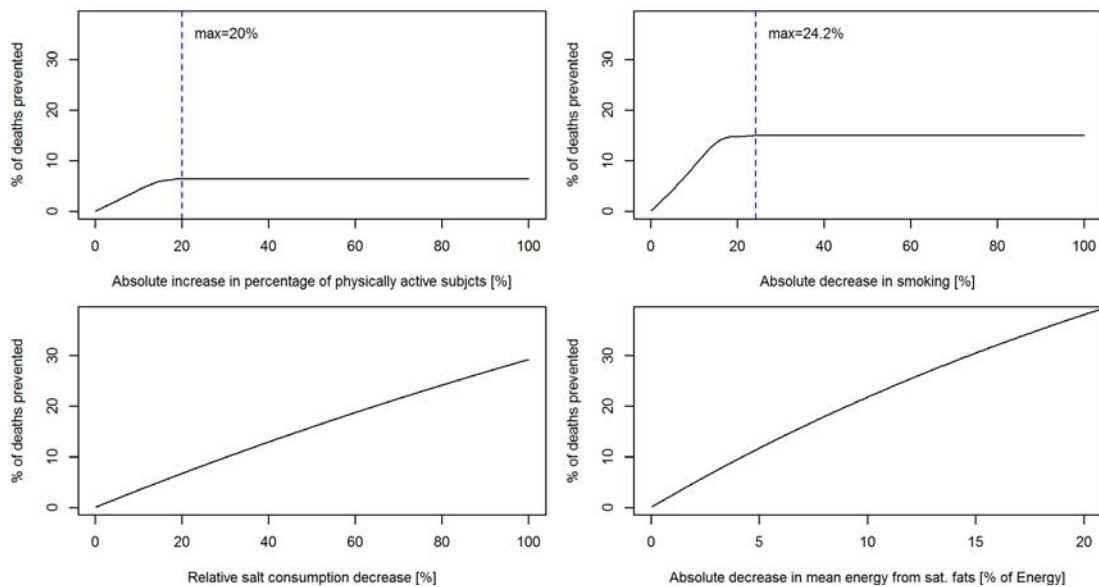 max=20%
% of deaths prevented
30
20
10
0
0 20 40 60 80 100
Absolute increase in percentage of physically active subjcts [%]
max=24.2%
% of deaths prevented
30
20
10
0
0 20 40 60 80 100
Absolute decrease in smoking [%]
% of deaths prevented
30
20
10
0
0 20 40 60 80 100
Relative salt consumption decrease [%]
% of deaths prevented
30
20
10
0
0 5 10 15 20
Absolute decrease in mean energy from sat. fats [% of Energy]